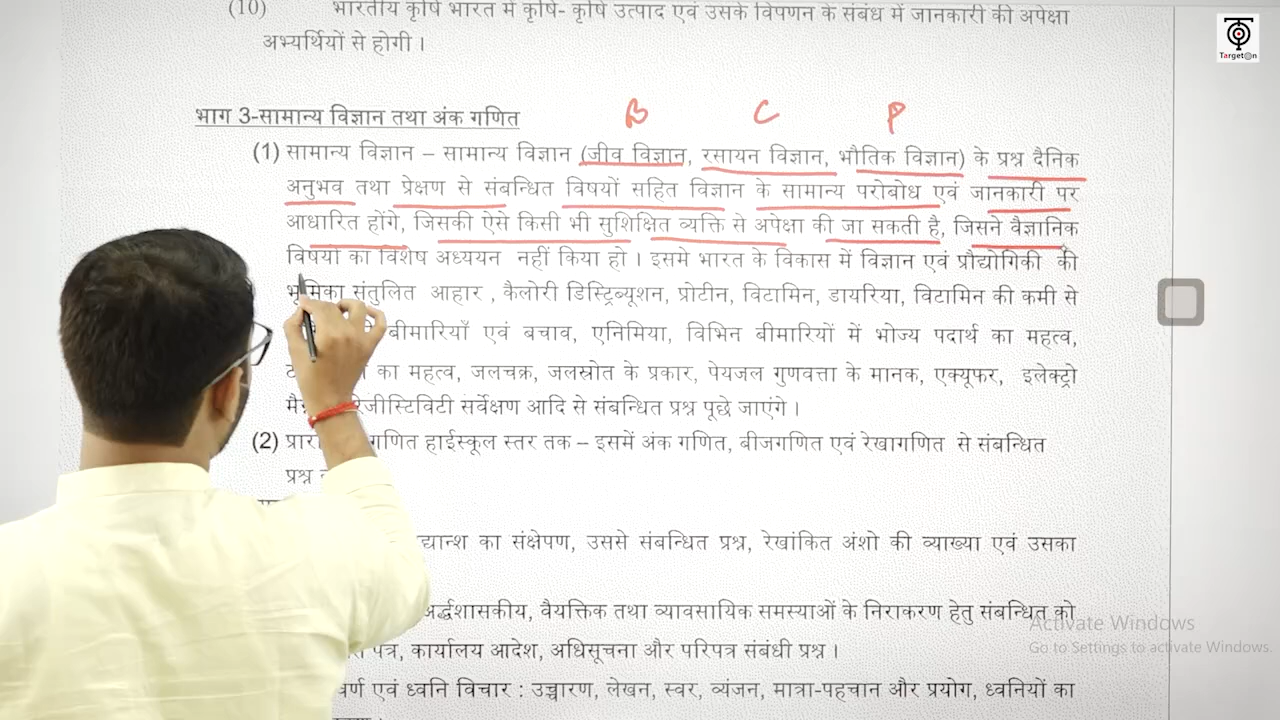 (10) भारतीय कृषि भारत में कृषि- कृषि उत्पाद एवं उसके विपणन के संबंध में जानकारी की अपेक्षा
अभ्यर्थियों से होगी ।
TargetOn
B C P
भाग 3-सामान्य विज्ञान तथा अंक गणित
(1) सामान्य विज्ञान – सामान्य विज्ञान (जीव विज्ञान, रसायन विज्ञान, भौतिक विज्ञान) के प्रश्न दैनिक
अनुभव तथा प्रेक्षण से संबन्धित विषयों सहित विज्ञान के सामान्य परोबोध एवं जानकारी पर
आधारित होंगे, जिसकी ऐसे किसी भी सुशिक्षित व्यक्ति से अपेक्षा की जा सकती है, जिसने वैज्ञानिक
विषयों का विशेष अध्ययन नहीं किया हो । इसमे भारत के विकास में विज्ञान एवं प्रौद्योगिकी की
भूमिका संतुलित आहार , कैलोरी डिस्ट्रिब्यूशन, प्रोटीन, विटामिन, डायरिया, विटामिन की कमी से
बीमारियाँ एवं बचाव, एनिमिया, विभिन बीमारियों में भोज्य पदार्थ का महत्व,
का महत्व, जलचक्र, जलस्रोत के प्रकार, पेयजल गुणवत्ता के मानक, एक्यूफर, इलेक्ट्रो
सर्वेक्षण आदि से संबन्धित प्रश्न पूछे जाएंगे ।
(2) गणित हाईस्कूल स्तर तक – इसमें अंक गणित, बीजगणित एवं रेखागणित से संबन्धित
प्रश्न
का संक्षेपण, उससे संबन्धित प्रश्न, रेखांकित अंशो की व्याख्या एवं उसका
अर्द्धशासकीय, वैयक्तिक तथा व्यावसायिक समस्याओं के निराकरण हेतु संबन्धित को
पत्र, कार्यालय आदेश, अधिसूचना और परिपत्र संबंधी प्रश्न ।
वर्ण एवं ध्वनि विचार : उच्चारण, लेखन, स्वर, व्यंजन, मात्रा-पहचान और प्रयोग, ध्वनियों का
Activate Windows
Go to Settings to activate Windows.